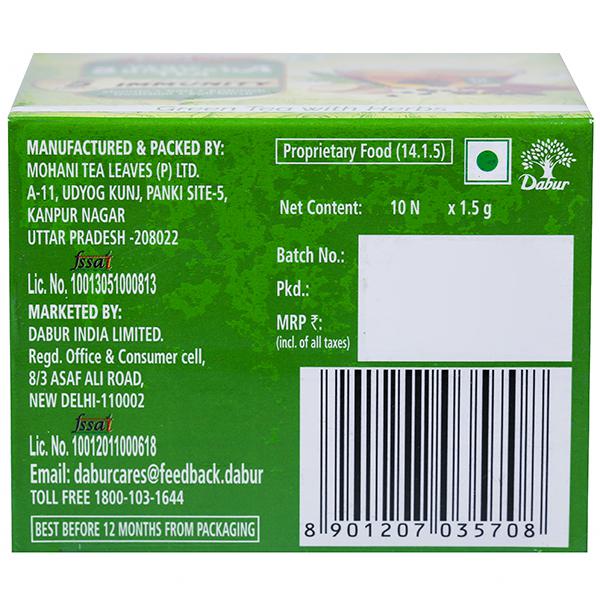 IMMUNITY
Green Tea with Herbs
MANUFACTURED & PACKED BY:
MOHANI TEA LEAVES (P) LTD.
A-11, UDYOG KUNJ, PANKI SITE-5,
KANPUR NAGAR
UTTAR PRADESH -208022
fssai
Lic. No. 10013051000813
MARKETED BY:
DABUR INDIA LIMITED.
Regd. Office & Consumer cell,
8/3 ASAF ALI ROAD,
NEW DELHI-110002
fssai
Lic. No. 10012011000618
Email: daburcares@feedback.dabur
TOLL FREE 1800-103-1644
BEST BEFORE 12 MONTHS FROM PACKAGING
Proprietary Food (14.1.5)
Dabur
Net Content: 10 N x 1.5 g
Batch No.:
Pkd.:
MRP ₹:
(incl. of all taxes)
8 901207 035708